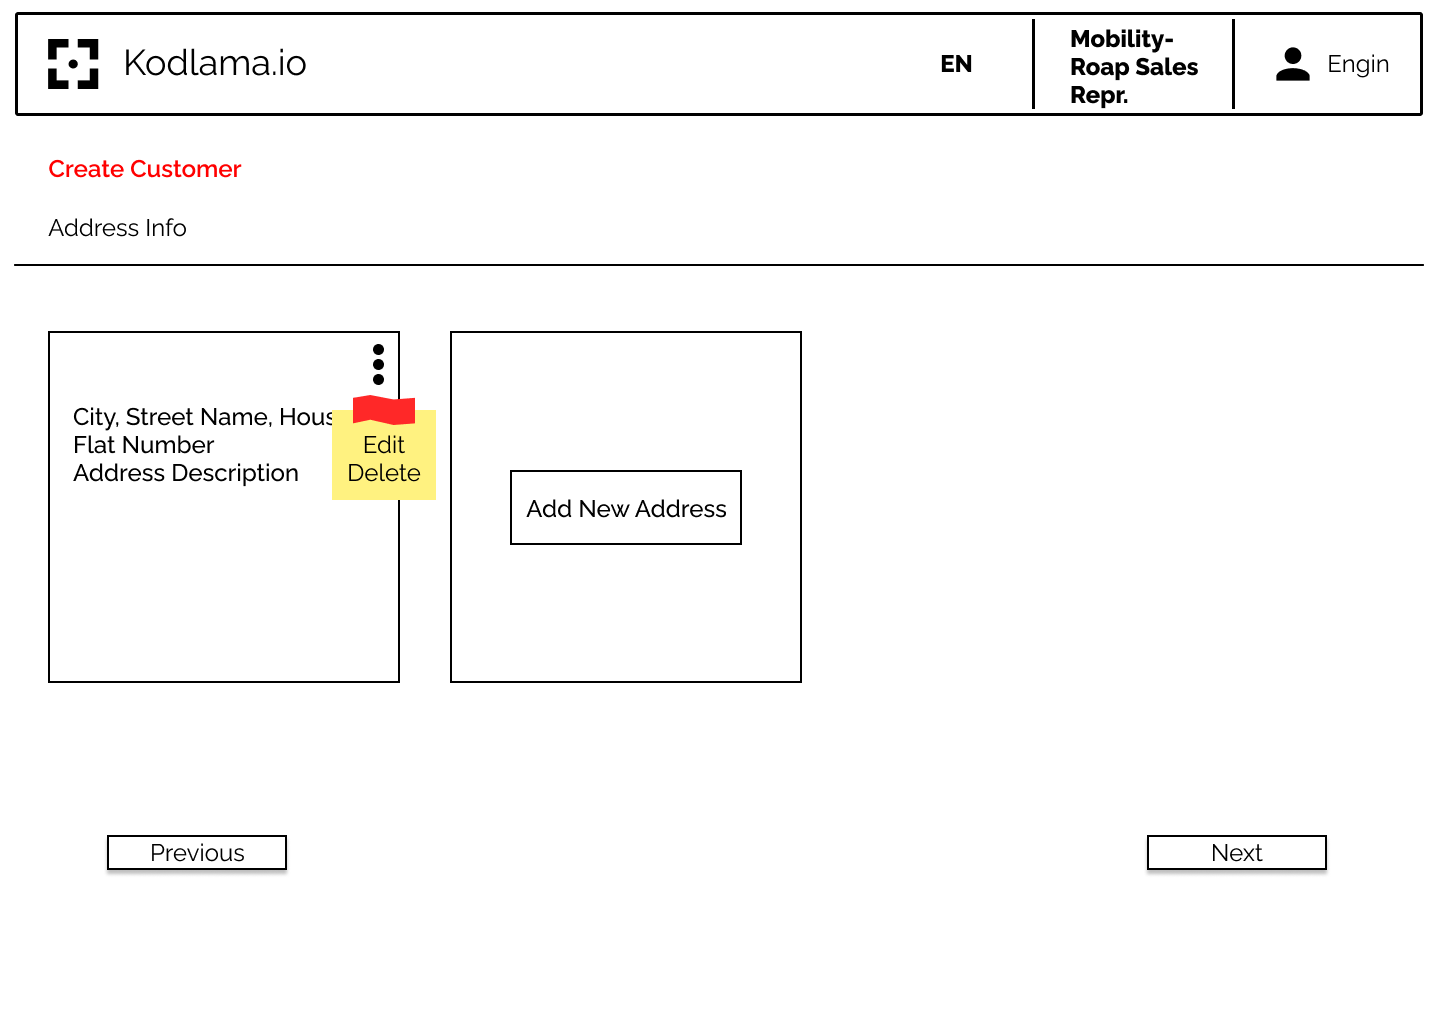 Kodlama.io
EN
Mobility-
Roap Sales
Repr.
Engin
Create Customer
Address Info
City, Street Name,
Flat Number
Address Description
Edit
Delete
Add New Address
Previous
Next